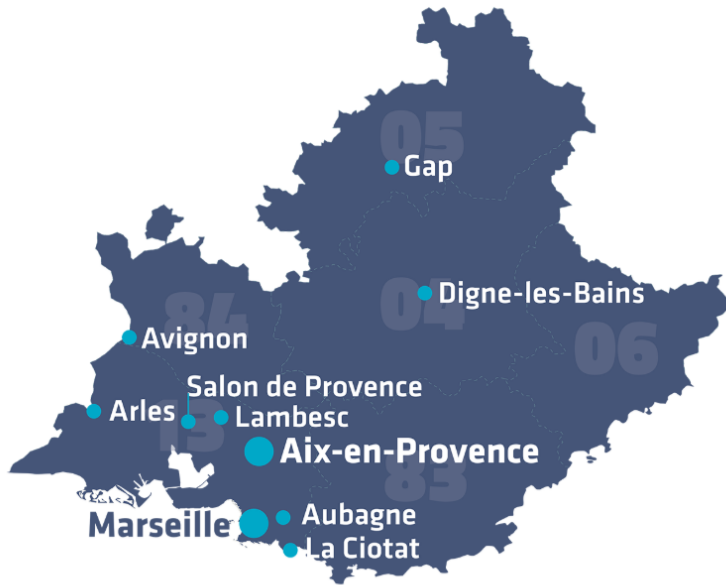 05
Gap
84
04
Digne-les-Bains
06
Avignon
Salon de Provence
Arles
13
Lambesc
Aix-en-Provence
83
Marseille
Aubagne
La Ciotat